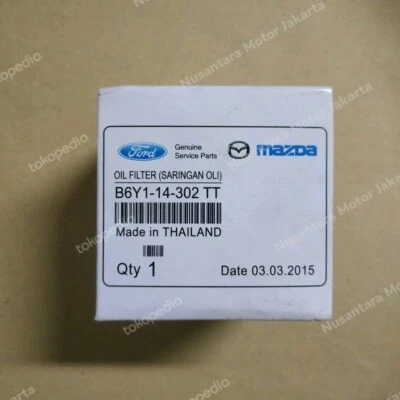 Ford
Genuine
Service Parts
mazda
OIL FILTER (SARINGAN OLI)
B6Y1-14-302 TT
Made in THAILAND
Qty 1
Date 03.03.2015
tokopedia
Nusantara Motor Jakarta